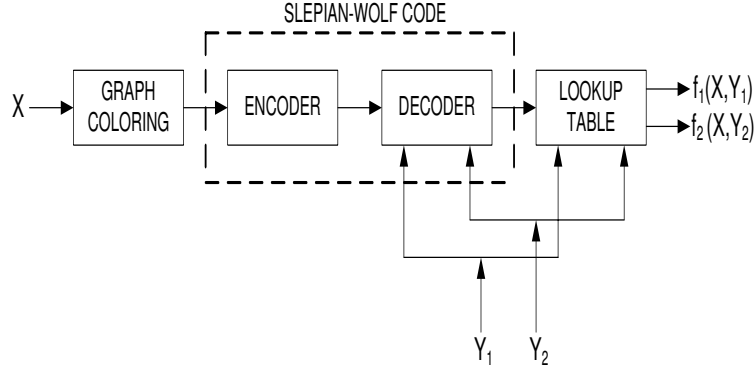 SLEPIAN-WOLF CODE
X
GRAPH
COLORING
ENCODER
DECODER
LOOKUP
TABLE
f₁(X,Y₁)
f₂(X,Y₂)
Y₁
Y₂